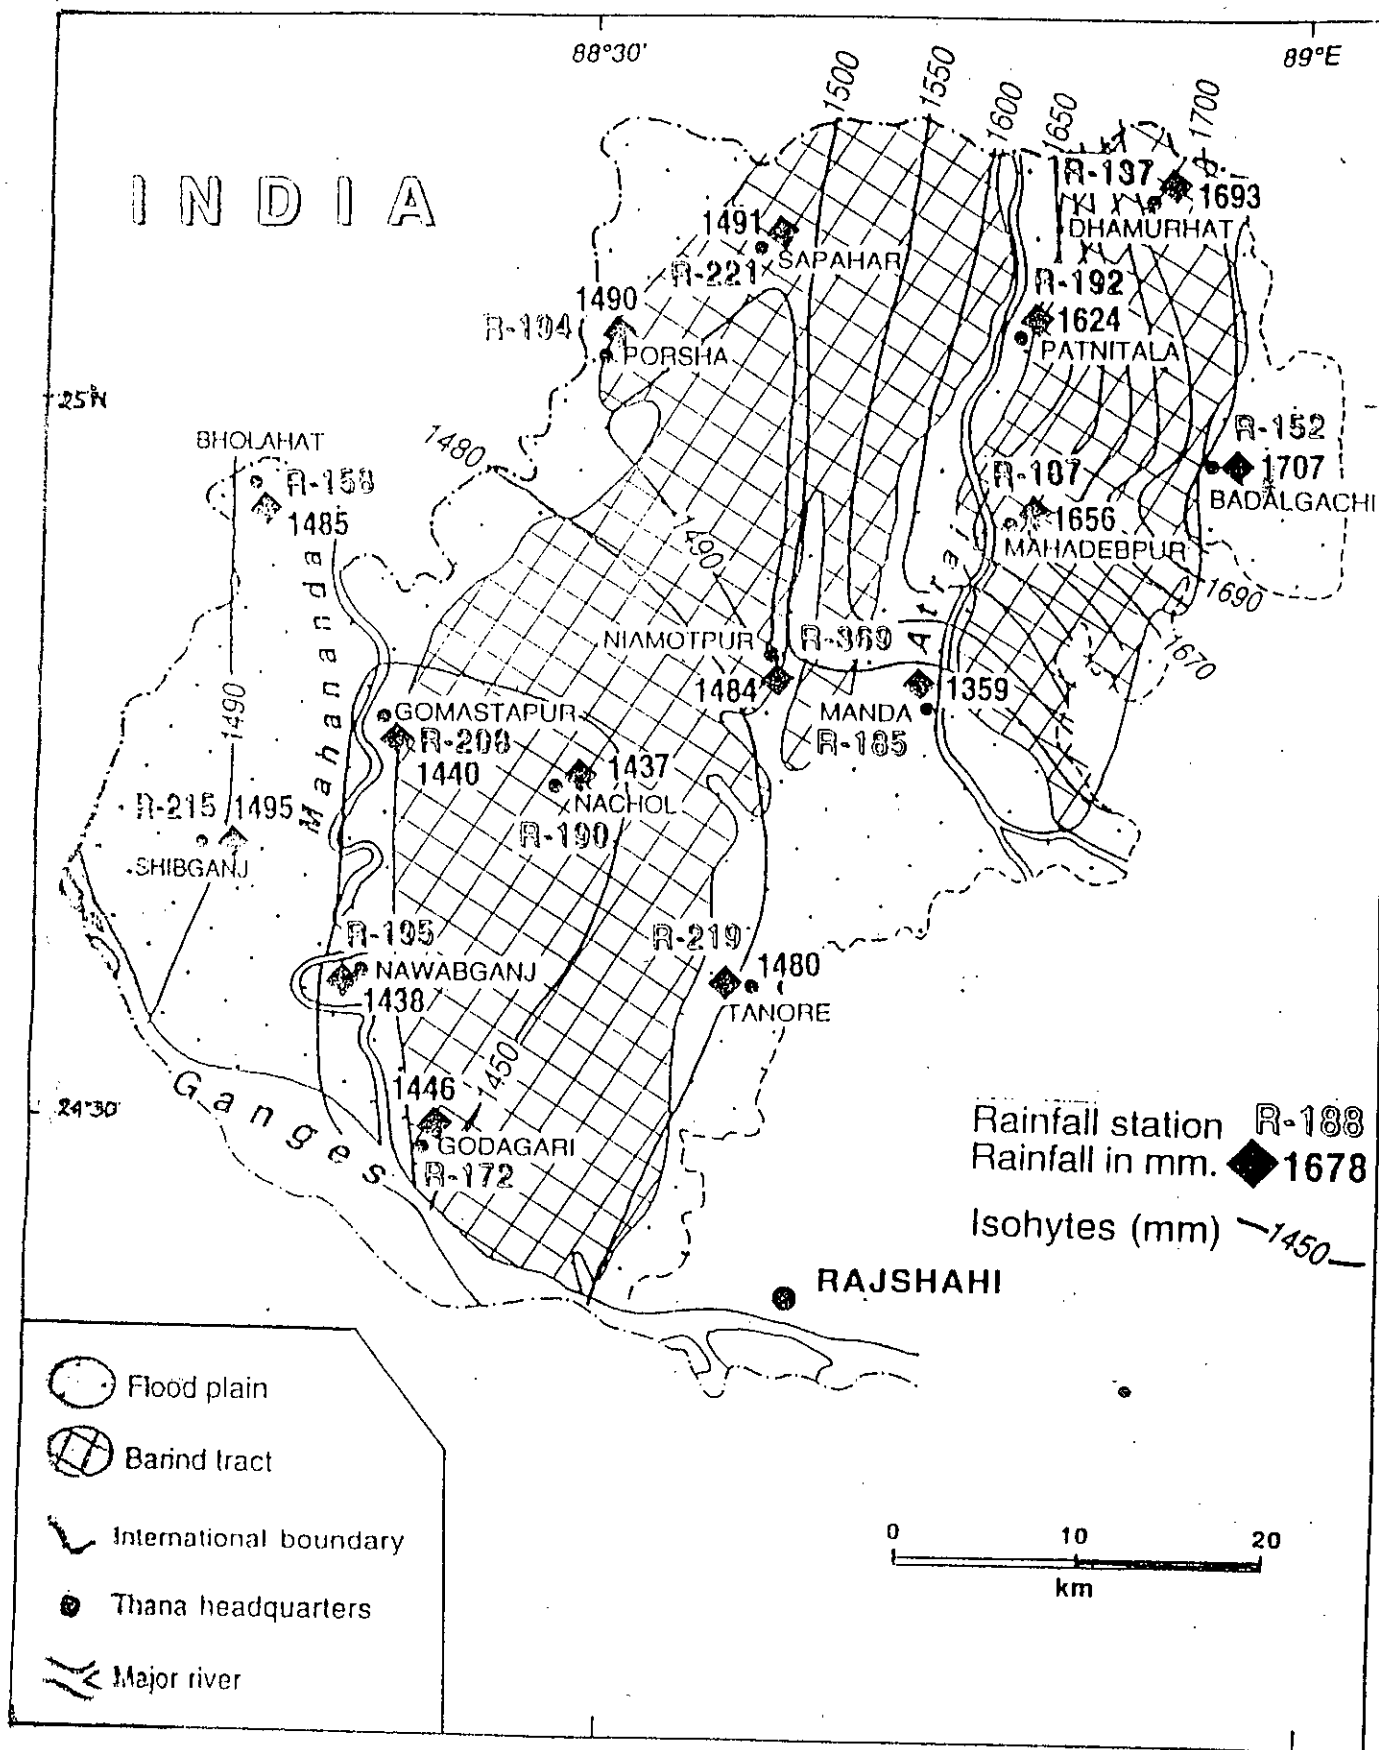 88°30'
89°E
1500
1550
1600
1650
1700
INDIA
R-137
1693
DHAMURHAT
1491
SAPAHAR
R-221
R-192
1624
PATNITALA
1490
R-194
PORSHA
25°N
1480
BHOLAHAT
R-158
1485
R-152
1707
BADALGACHI
R-187
1656
MAHADEBPUR
1490
Atrai
1690
1670
Mahananda
NIAMOTPUR
R-369
1484
1359
MANDA
R-185
1490
GOMASTAPUR
R-208
1440
1437
NACHOL
R-190
R-215 1495
SHIBGANJ
R-195
NAWABGANJ
1438
R-219
1480
TANORE
Ganges
1450
1446
GODAGARI
R-172
24°30'
Rainfall station R-188
Rainfall in mm. 1678
Isohytes (mm) 1450
RAJSHAHI
Flood plain
Barind tract
International boundary
Thana headquarters
Major river
0 10 20
km